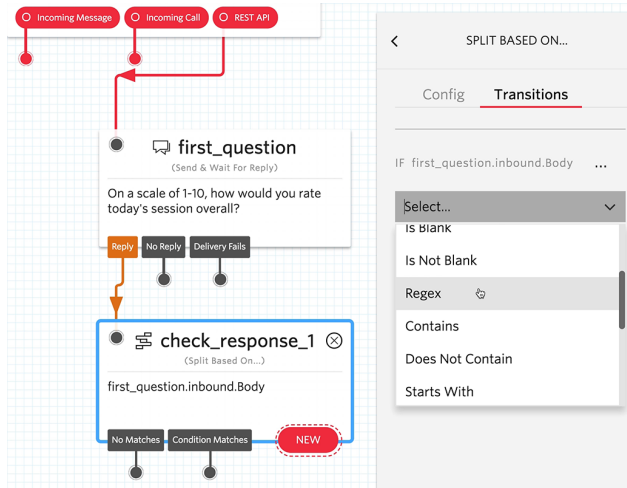 Incoming Message
Incoming Call
REST API
first_question
(Send & Wait For Reply)
On a scale of 1-10, how would you rate
today's session overall?
Reply
No Reply
Delivery Fails
check_response_1
(Split Based On...)
first_question.inbound.Body
No Matches
Condition Matches
NEW
SPLIT BASED ON...
Config
Transitions
IF first_question.inbound.Body
...
Select...
Is Blank
Is Not Blank
Regex
Contains
Does Not Contain
Starts With